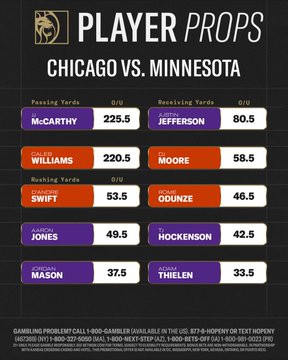 PLAYER PROPS
CHICAGO VS. MINNESOTA
Passing Yards O/U
JJ
McCARTHY 225.5
CALEB
WILLIAMS 220.5
Rushing Yards O/U
D'ANDRE
SWIFT 53.5
AARON
JONES 49.5
JORDAN
MASON 37.5
Receiving Yards O/U
JUSTIN
JEFFERSON 80.5
DJ
MOORE 58.5
ROME
ODUNZE 46.5
TJ
HOCKENSON 42.5
ADAM
THIELEN 33.5
GAMBLING PROBLEM? CALL 1-800-GAMBLER (AVAILABLE IN THE US), 877-8-HOPENY OR TEXT HOPENY
(467369) (NY) 1-800-327-5050 (MA), 1-800-NEXT-STEP (AZ), 1-800-BETS-OFF (IA) 1-800-981-0023 (PR)